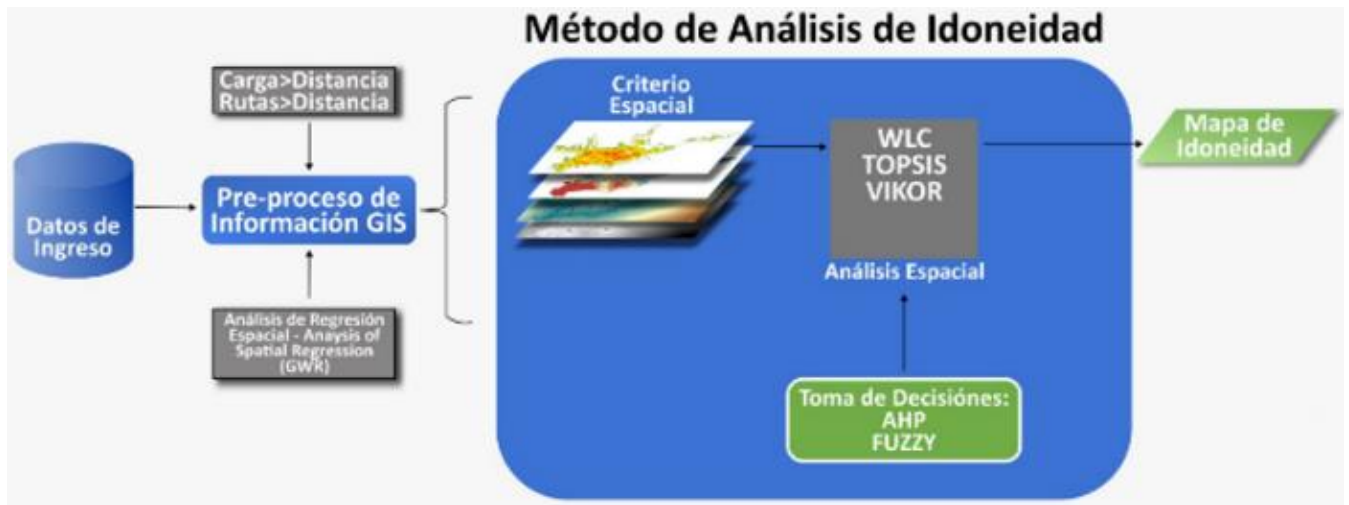 Método de Análisis de Idoneidad
Carga>Distancia
Rutas>Distancia
Datos de
Ingreso
Pre-proceso de
Información GIS
Análisis de Regresión
Espacial - Anaysis of
Spatial Regression
(GWR)
Criterio
Espacial
WLC
TOPSIS
VIKOR
Análisis Espacial
Toma de Decisiónes:
AHP
FUZZY
Mapa de
Idoneidad